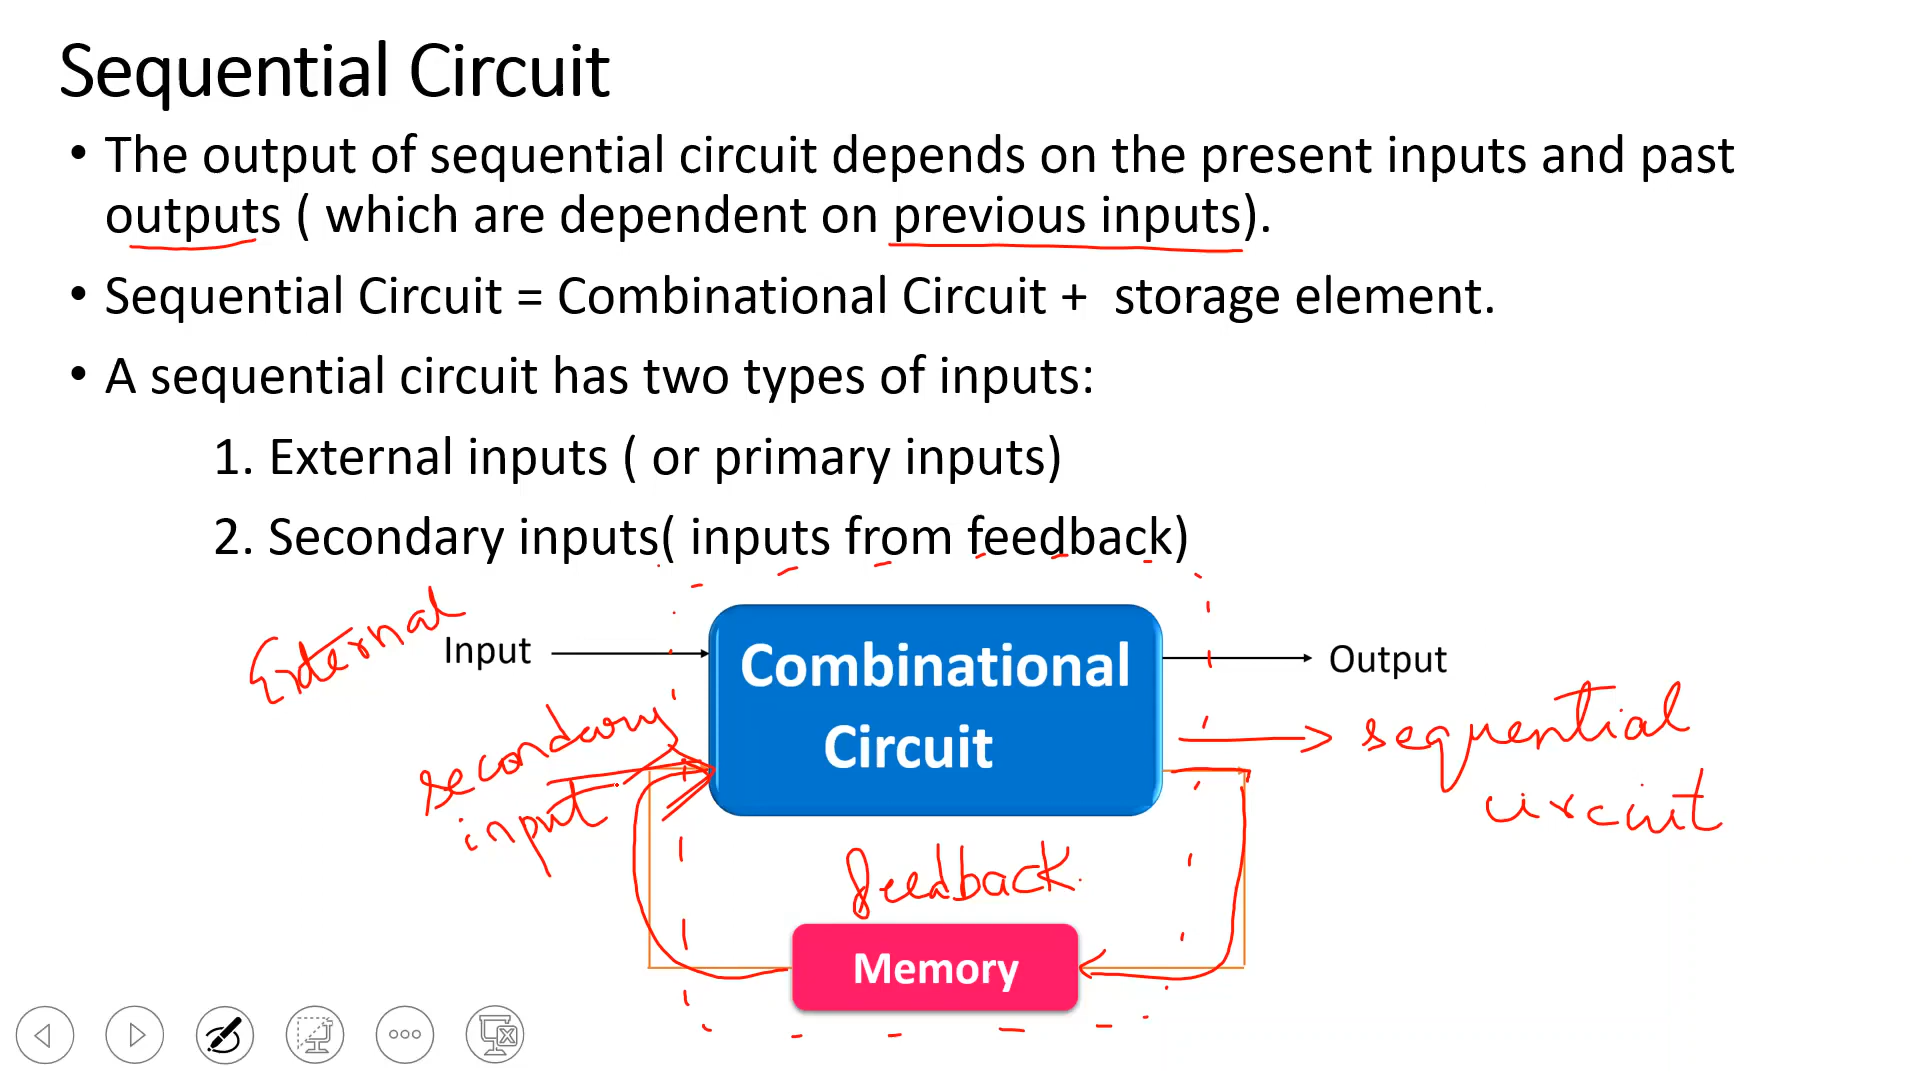 Sequential Circuit
• The output of sequential circuit depends on the present inputs and past
outputs ( which are dependent on previous inputs).
• Sequential Circuit = Combinational Circuit + storage element.
• A sequential circuit has two types of inputs:
1. External inputs ( or primary inputs)
2. Secondary inputs( inputs from feedback)
External
Input
Combinational
Circuit
Output
secondary
input
sequential
circuit
feedback
Memory